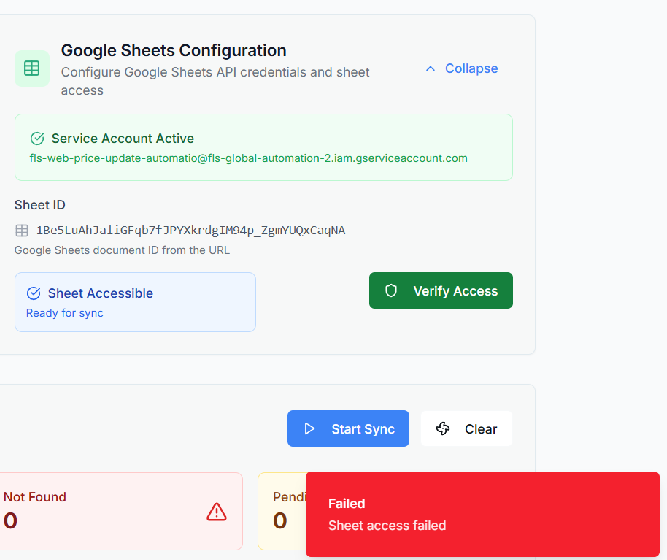 Google Sheets Configuration
Configure Google Sheets API credentials and sheet
access
Collapse
Service Account Active
fls-web-price-update-automatio@fls-global-automation-2.iam.gserviceaccount.com
Sheet ID
1Be5LuAhJaliGFqb7fJPYXkrdgIM94p_ZgmYUQxCaqNA
Google Sheets document ID from the URL
Sheet Accessible
Ready for sync
Verify Access
Start Sync
Clear
Not Found
0
Pendi
0
Failed
Sheet access failed